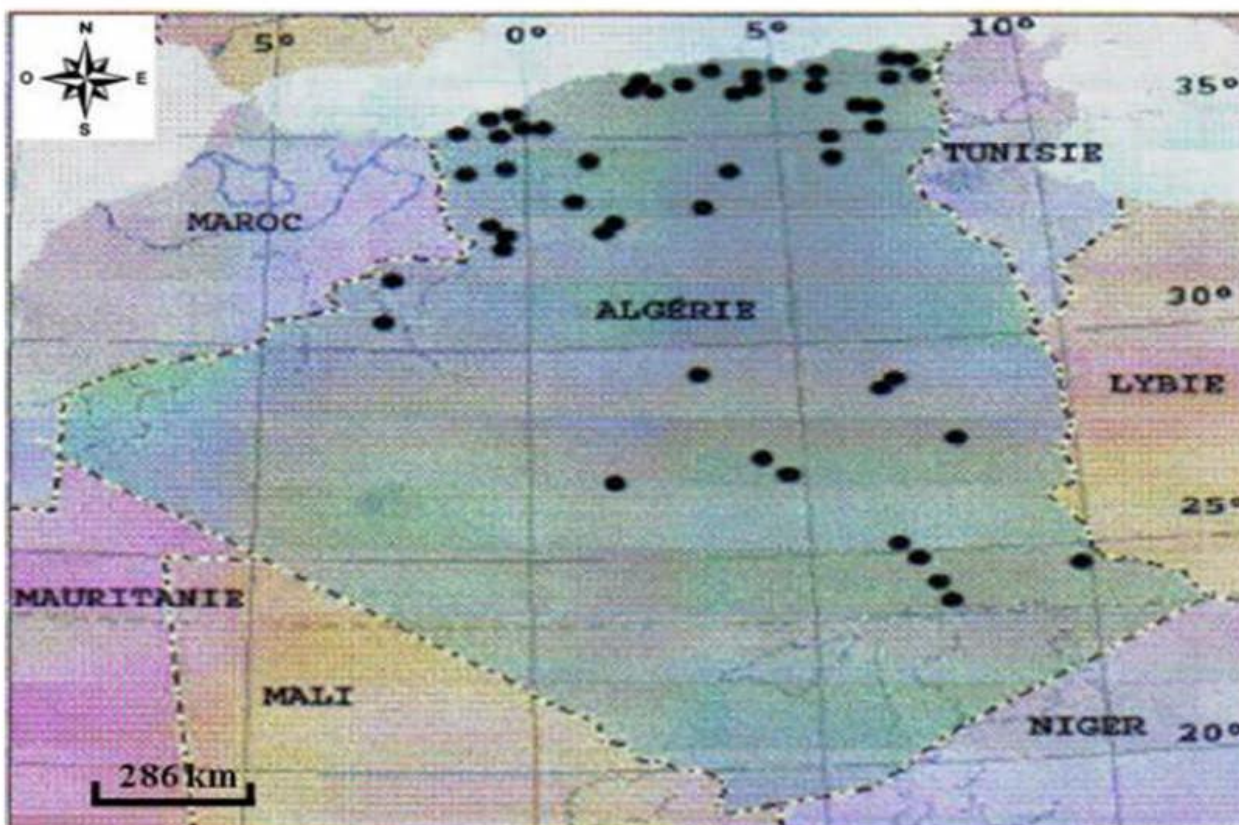 N
O E
S
5° 0° 5° 10°
35°
TUNISIE
MAROC
30°
ALGÉRIE
LYBIE
25°
MAURITANIE
MALI
NIGER 20°
286 km